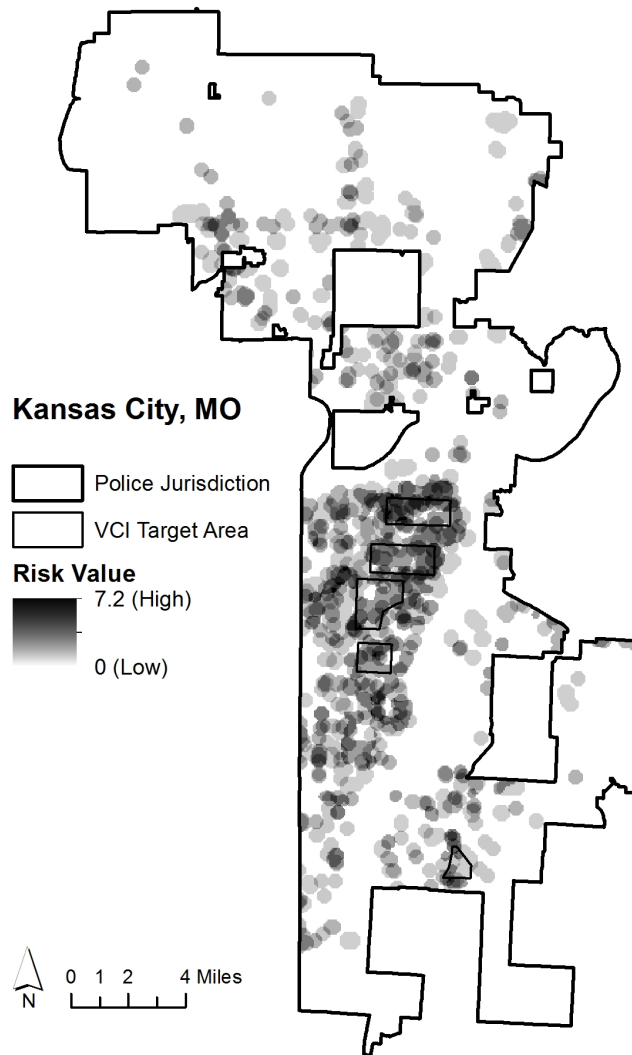 Kansas City, MO
Police Jurisdiction
VCI Target Area
Risk Value
7.2 (High)
0 (Low)
N
0 1 2 4 Miles